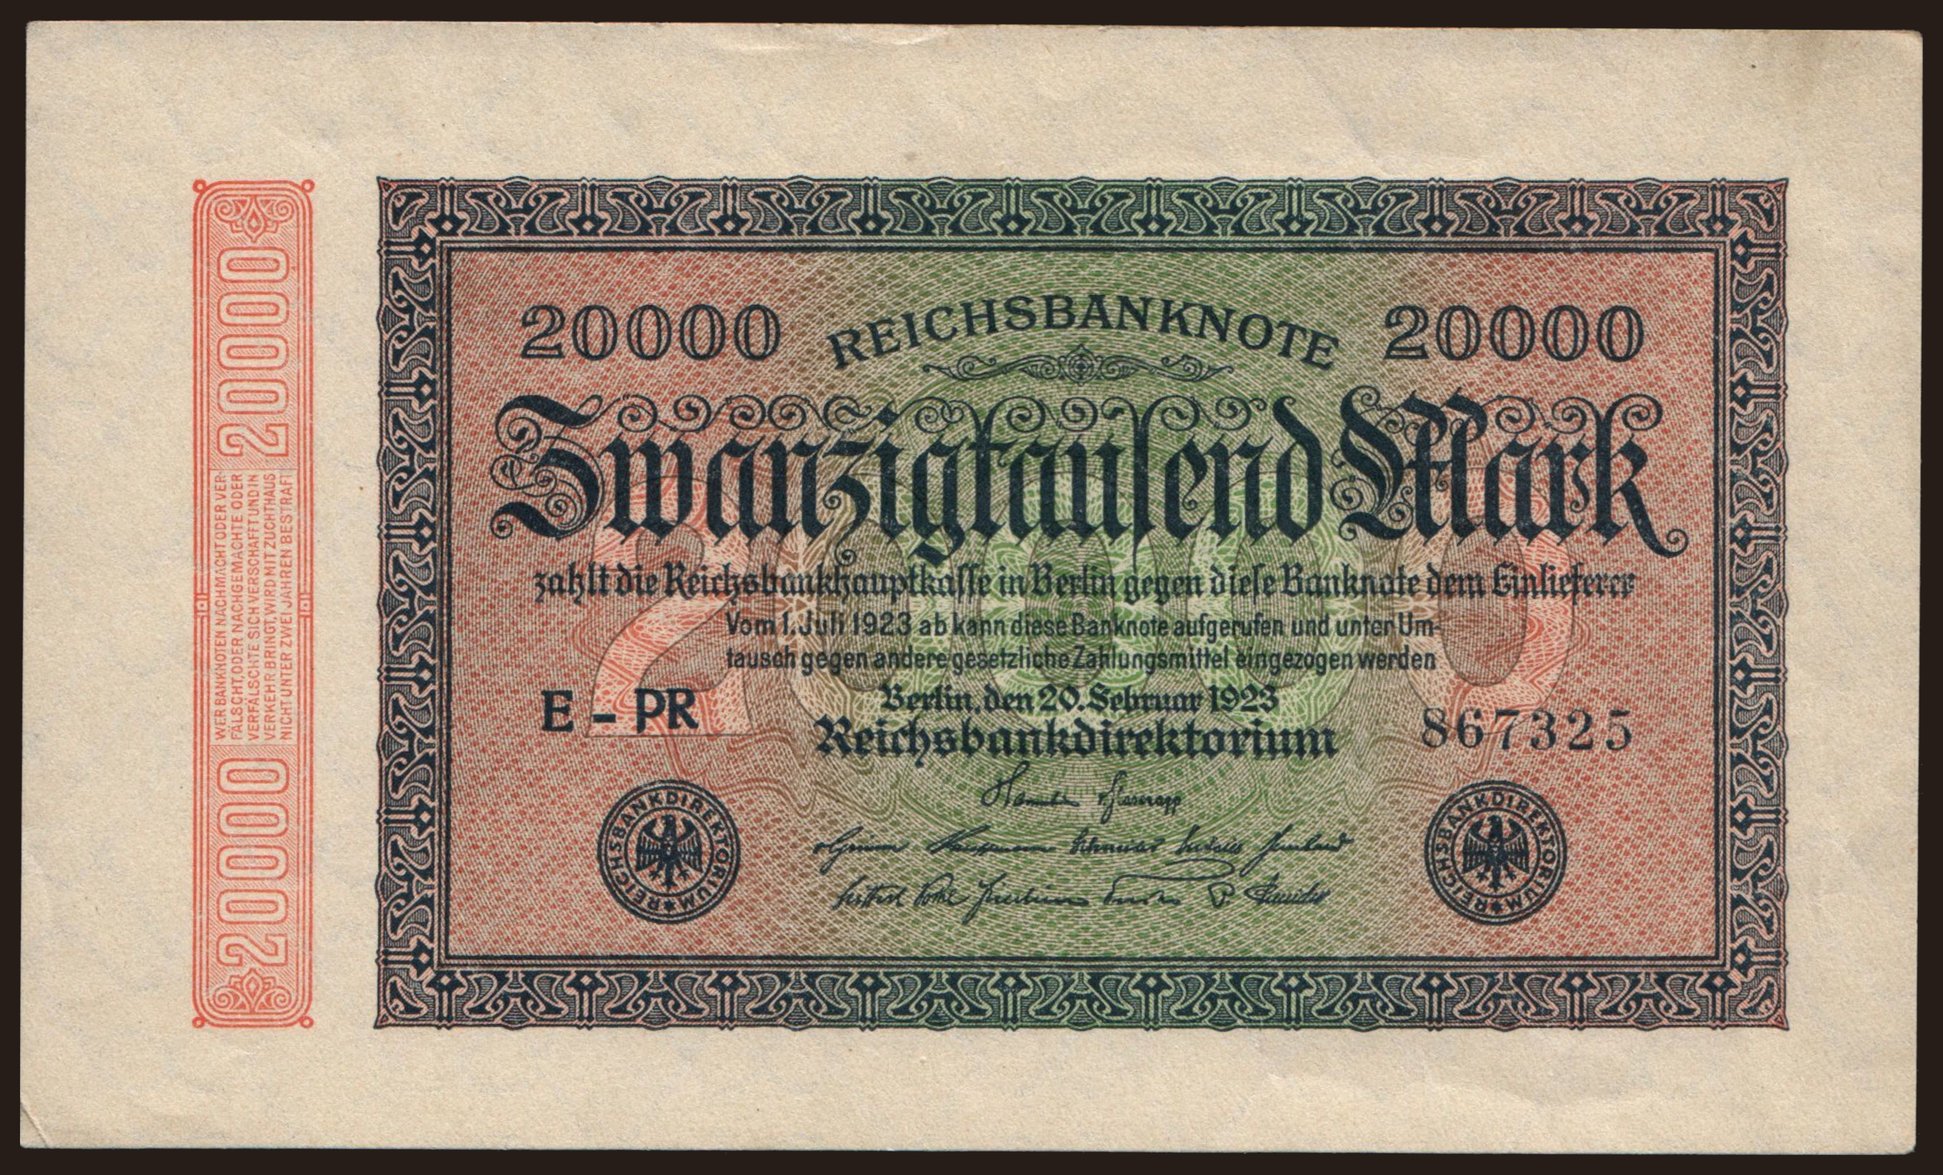 20000 REICHSBANKNOTE 20000
Zwanzigtausend Mark
zahlt die Reichsbankhauptkasse in Berlin gegen diese Banknote dem Einlieferer
Vom 1. Juli 1923 ab kann diese Banknote aufgerufen und unter Um-
tausch gegen andere gesetzliche Zahlungsmittel eingezogen werden
Berlin, den 20. Februar 1923
E - PR
867325
Reichsbankdirektorium
REICHSBANKDIREKTORIUM
REICHSBANKDIREKTORIUM
20000
WER BANKNOTEN NACHMACHT ODER VER-
FÄLSCHT, ODER NACHGEMACHTE ODER
VERFÄLSCHTE SICH VERSCHAFFT UND IN
VERKEHR BRINGT, WIRD MIT ZUCHTHAUS
NICHT UNTER ZWEI JAHREN BESTRAFT
20000
20000